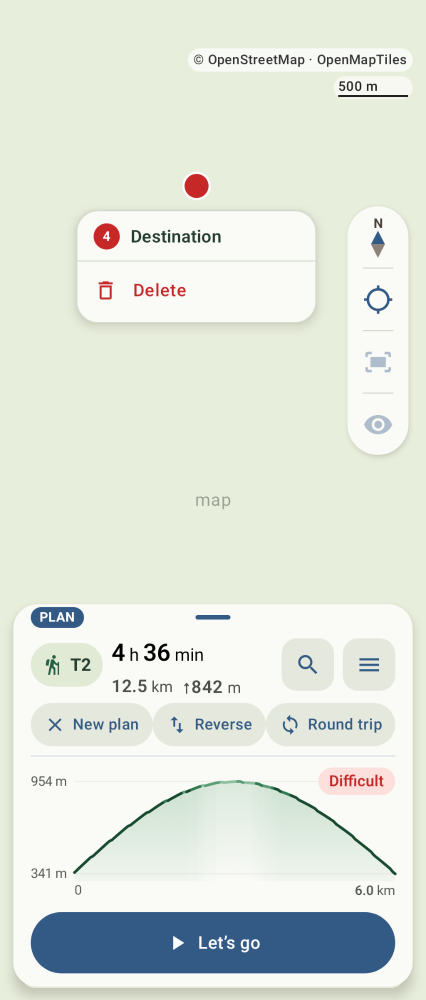 © OpenStreetMap · OpenMapTiles
500 m
N
4 Destination
Delete
map
PLAN
T2
4 h 36 min
12.5 km ↑842 m
New plan
Reverse
Round trip
954 m
Difficult
341 m
0
6.0 km
Let's go